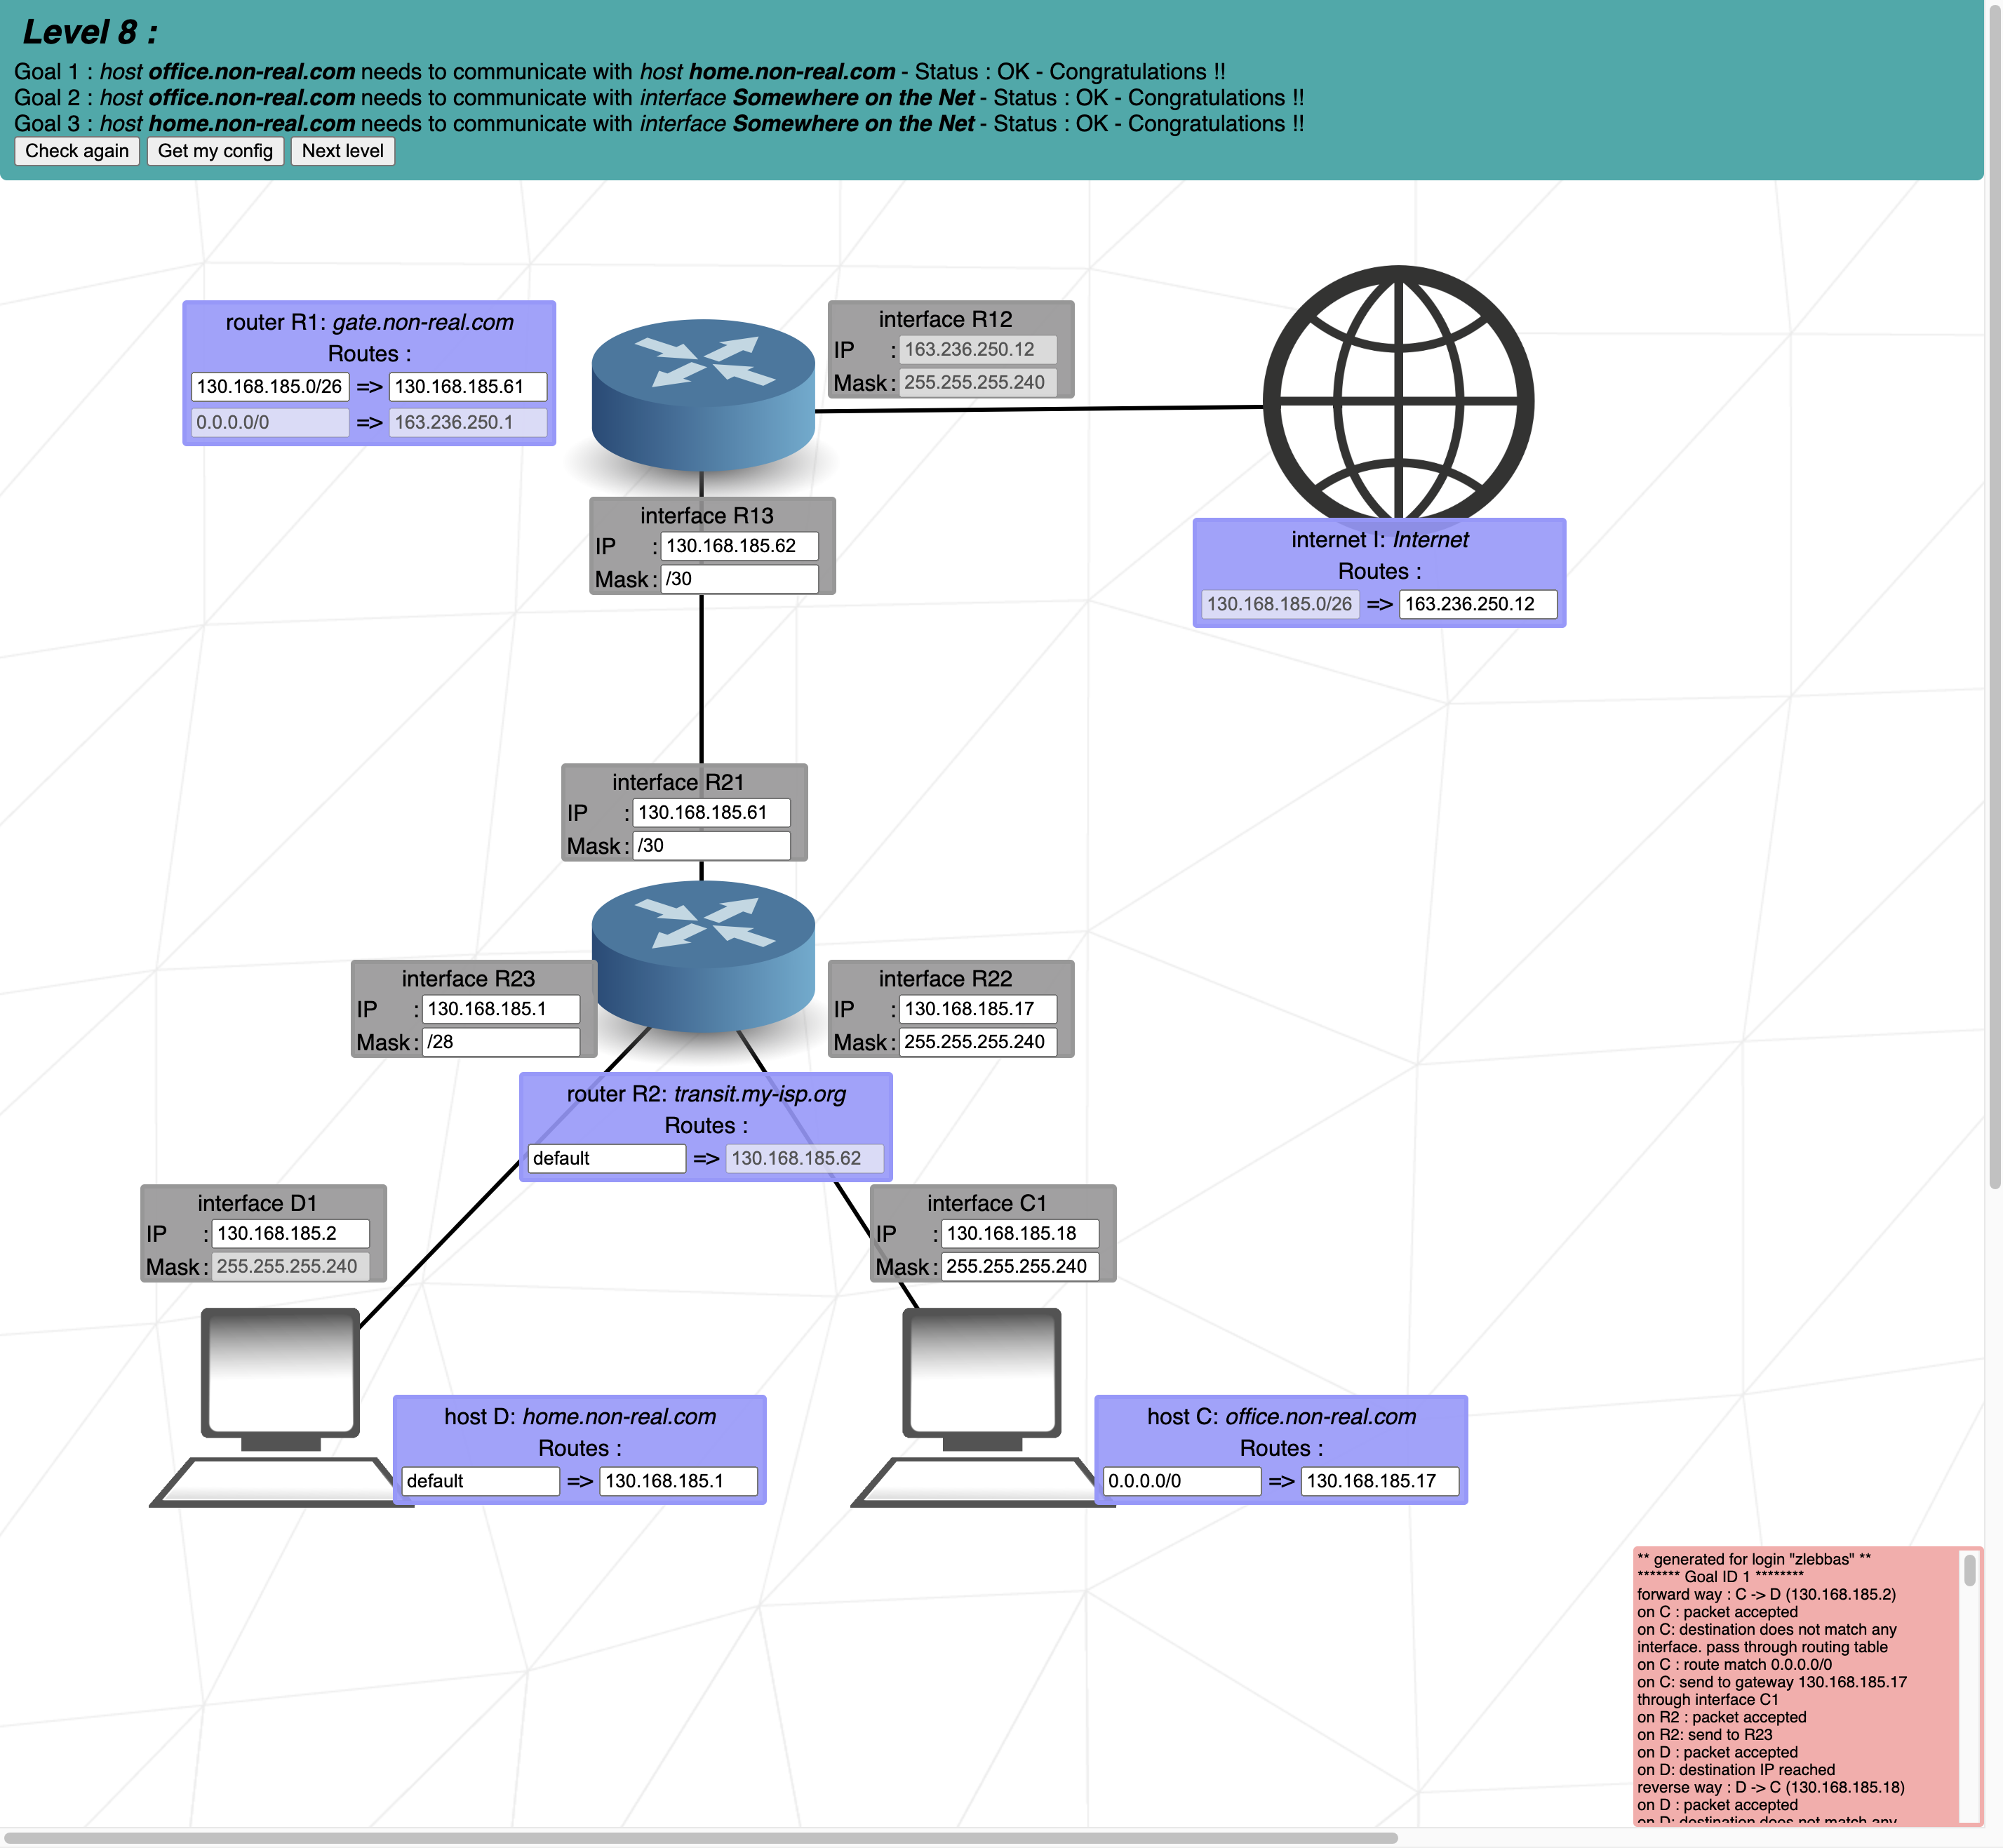 Level 8 :
Goal 1 : host office.non-real.com needs to communicate with host home.non-real.com - Status : OK - Congratulations !!
Goal 2 : host office.non-real.com needs to communicate with interface Somewhere on the Net - Status : OK - Congratulations !!
Goal 3 : host home.non-real.com needs to communicate with interface Somewhere on the Net - Status : OK - Congratulations !!
Check again Get my config Next level
router R1: gate.non-real.com
Routes :
130.168.185.0/26 => 130.168.185.61
0.0.0.0/0 => 163.236.250.1
interface R12
IP : 163.236.250.12
Mask : 255.255.255.240
interface R13
IP : 130.168.185.62
Mask : /30
internet I: Internet
Routes :
130.168.185.0/26 => 163.236.250.12
interface R21
IP : 130.168.185.61
Mask : /30
interface R23
IP : 130.168.185.1
Mask : /28
interface R22
IP : 130.168.185.17
Mask : 255.255.255.240
router R2: transit.my-isp.org
Routes :
default => 130.168.185.62
interface D1
IP : 130.168.185.2
Mask : 255.255.255.240
interface C1
IP : 130.168.185.18
Mask : 255.255.255.240
host D: home.non-real.com
Routes :
default => 130.168.185.1
host C: office.non-real.com
Routes :
0.0.0.0/0 => 130.168.185.17
** generated for login "zlebbas" **
******* Goal ID 1 ********
forward way : C -> D (130.168.185.2)
on C : packet accepted
on C: destination does not match any
interface. pass through routing table
on C : route match 0.0.0.0/0
on C: send to gateway 130.168.185.17
through interface C1
on R2 : packet accepted
on R2: send to R23
on D : packet accepted
on D: destination IP reached
reverse way : D -> C (130.168.185.18)
on D : packet accepted
on D: destination does not match any